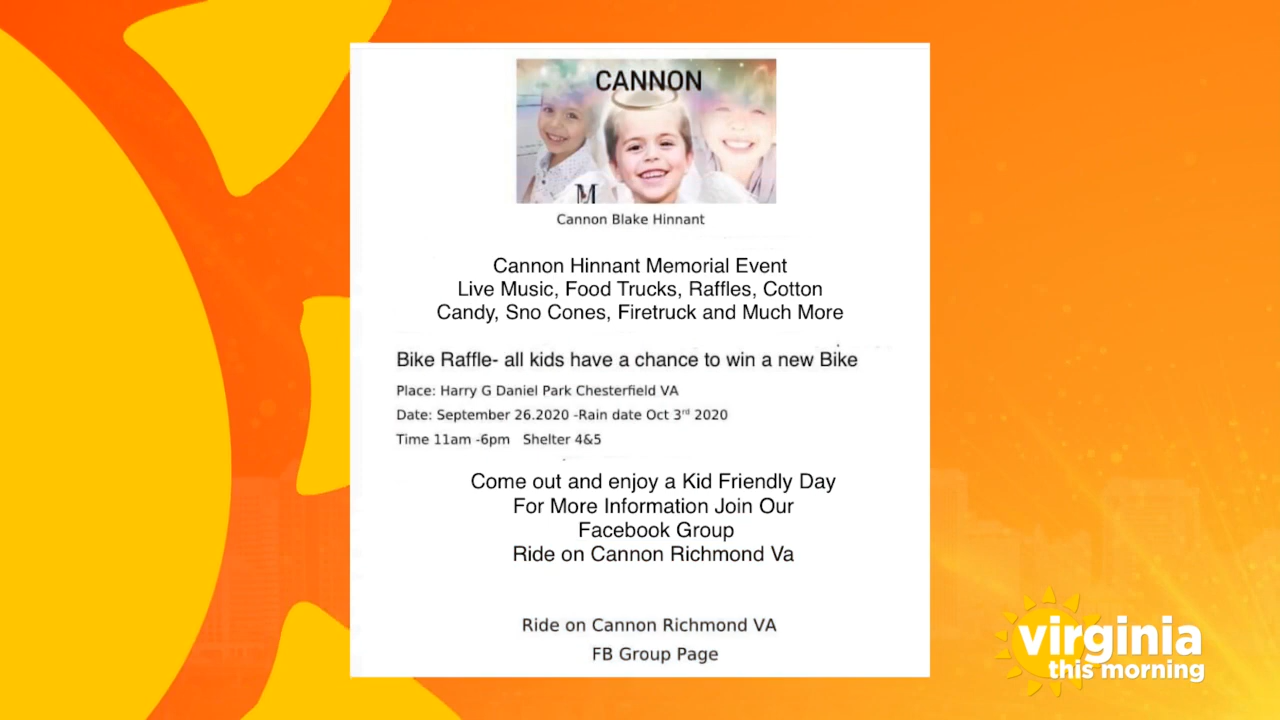 CANNON
M
Cannon Blake Hinnant
Cannon Hinnant Memorial Event
Live Music, Food Trucks, Raffles, Cotton
Candy, Sno Cones, Firetruck and Much More
Bike Raffle- all kids have a chance to win a new Bike
Place: Harry G Daniel Park Chesterfield VA
Date: September 26.2020 -Rain date Oct 3rd 2020
Time 11am -6pm Shelter 4&5
Come out and enjoy a Kid Friendly Day
For More Information Join Our
Facebook Group
Ride on Cannon Richmond Va
Ride on Cannon Richmond VA
FB Group Page
virginia
this morning